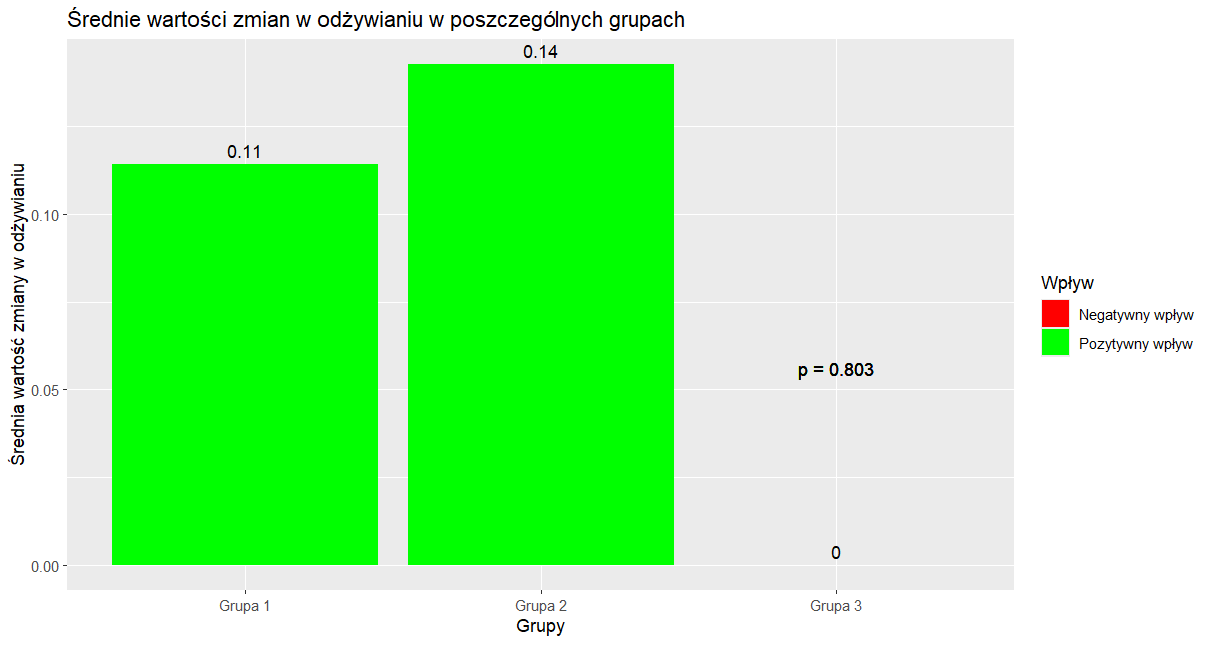 Średnie wartości zmian w odżywianiu w poszczególnych grupach
0.14
0.11
Średnia wartość zmiany w odżywianiu
0.10
0.05
0.00
p = 0.803
0
Grupa 1
Grupa 2
Grupa 3
Grupy
Wpływ
Negatywny wpływ
Pozytywny wpływ